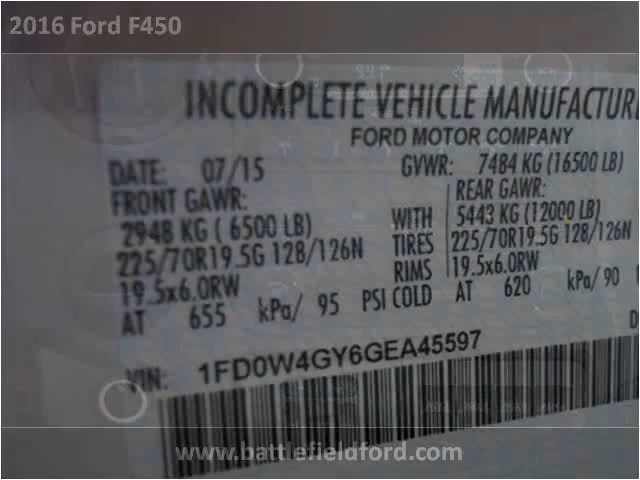 2016 Ford F450
INCOMPLETE VEHICLE MANUFACTURE
FORD MOTOR COMPANY
DATE: 07/15 GVWR: 7484 KG (16500 LB)
FRONT GAWR: REAR GAWR:
2948 KG ( 6500 LB) WITH 5443 KG (12000 LB)
225/70R19.5G 128/126N TIRES 225/70R19.5G 128/126N
19.5x6.0RW RIMS 19.5x6.0RW
AT 655 kPa/ 95 PSI COLD AT 620 kPa/ 90
VIN: 1FD0W4GY6GEA45597
www.battlefieldford.com